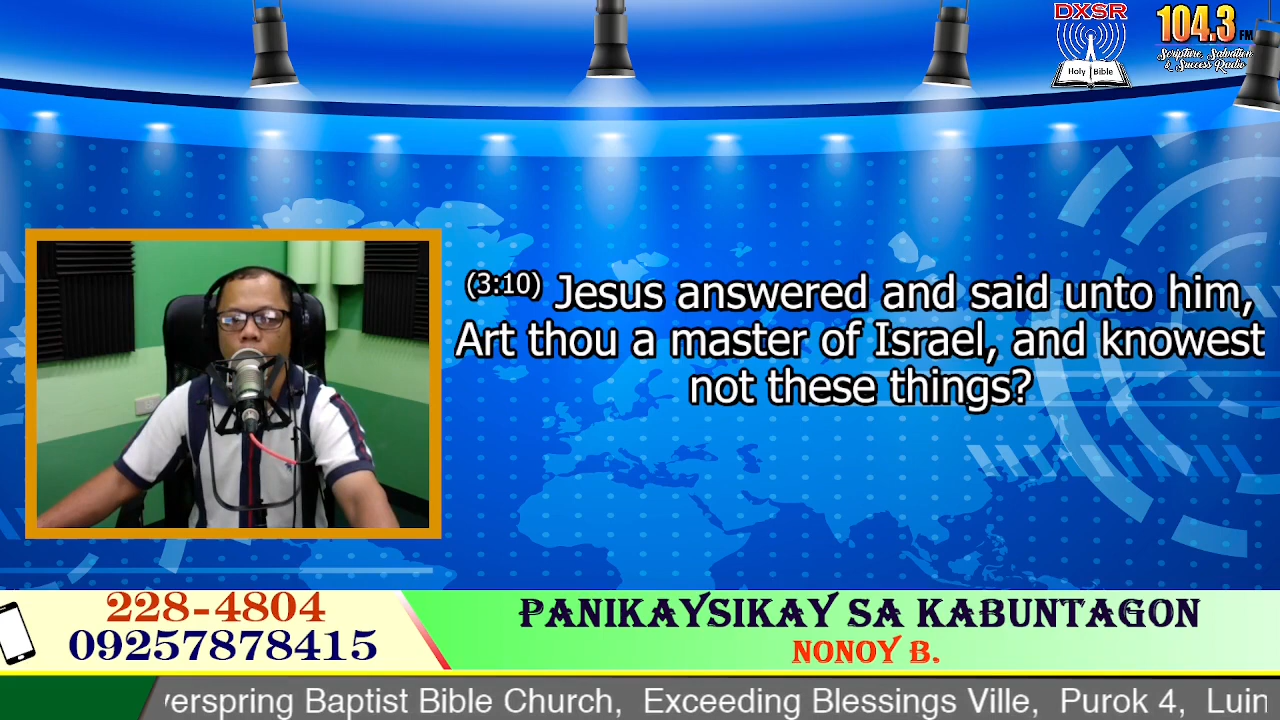 DXSR
Holy Bible
104.3 FM
Scripture, Salvation
& Success Radio
(3:10) Jesus answered and said unto him,
Art thou a master of Israel, and knowest
not these things?
228-4804
09257878415
PANIKAYSIKAY SA KABUNTAGON
NONOY B.
verspring Baptist Bible Church, Exceeding Blessings Ville, Purok 4, Luin